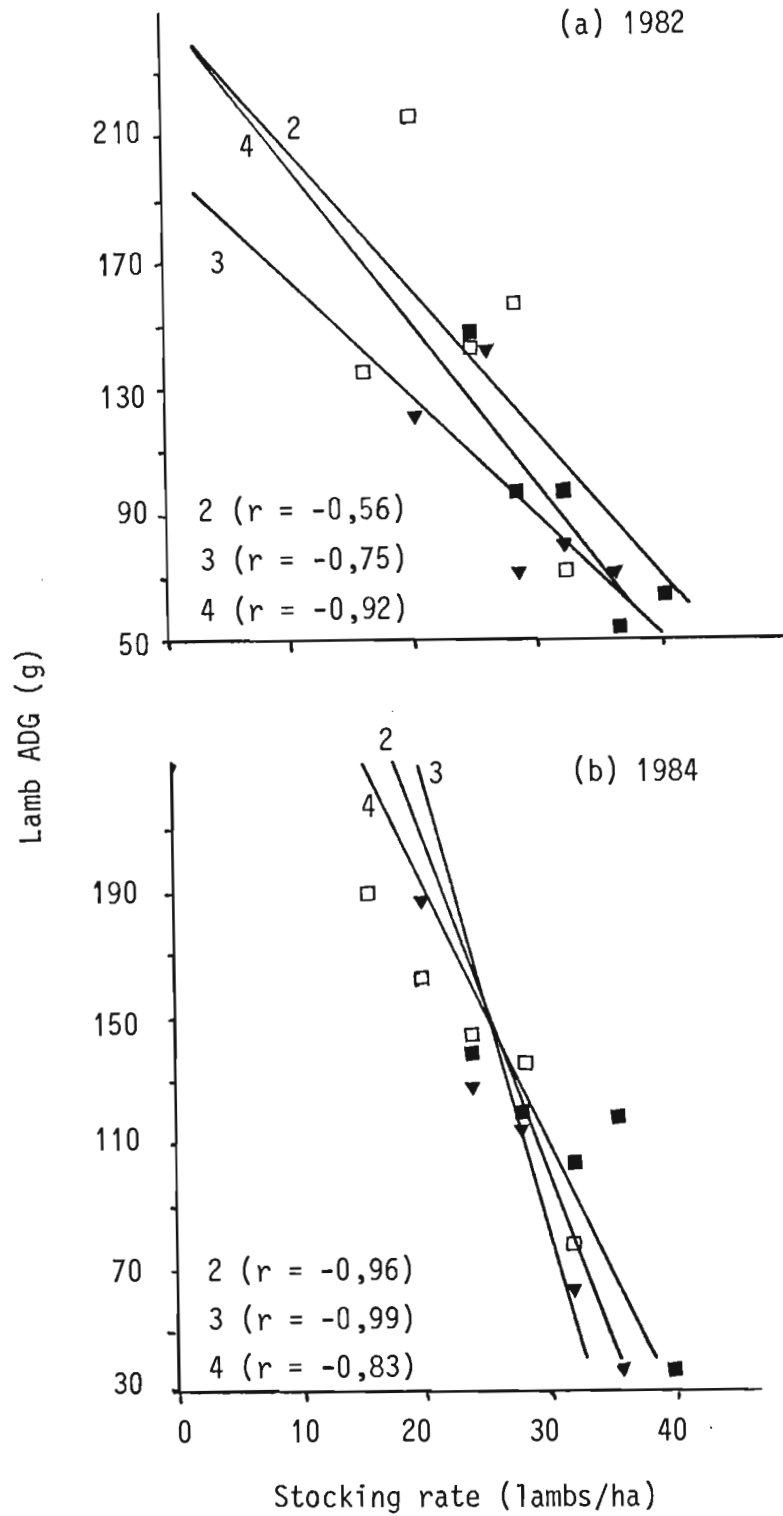 (a) 1982
210
170
130
90
50
2
4
3
2 (r = -0,56)
3 (r = -0,75)
4 (r = -0,92)
Lamb ADG (g)
(b) 1984
2
3
4
190
150
110
70
30
2 (r = -0,96)
3 (r = -0,99)
4 (r = -0,83)
0 10 20 30 40
Stocking rate (lambs/ha)